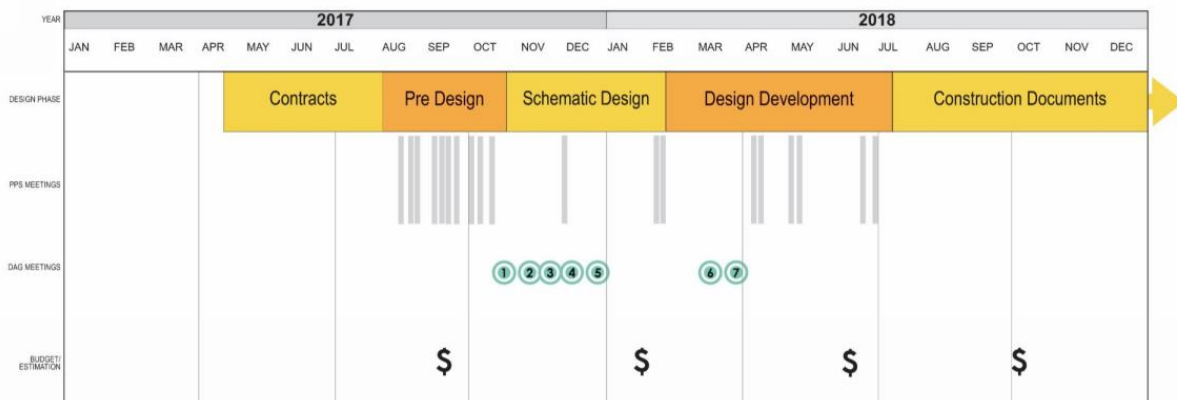 YEAR 2017 2018
JAN FEB MAR APR MAY JUN JUL AUG SEP OCT NOV DEC JAN FEB MAR APR MAY JUN JUL AUG SEP OCT NOV DEC
DESIGN PHASE Contracts Pre Design Schematic Design Design Development Construction Documents
PPS MEETINGS
DAG MEETINGS 1 2 3 4 5 6 7
BUDGET/
ESTIMATION $ $ $ $